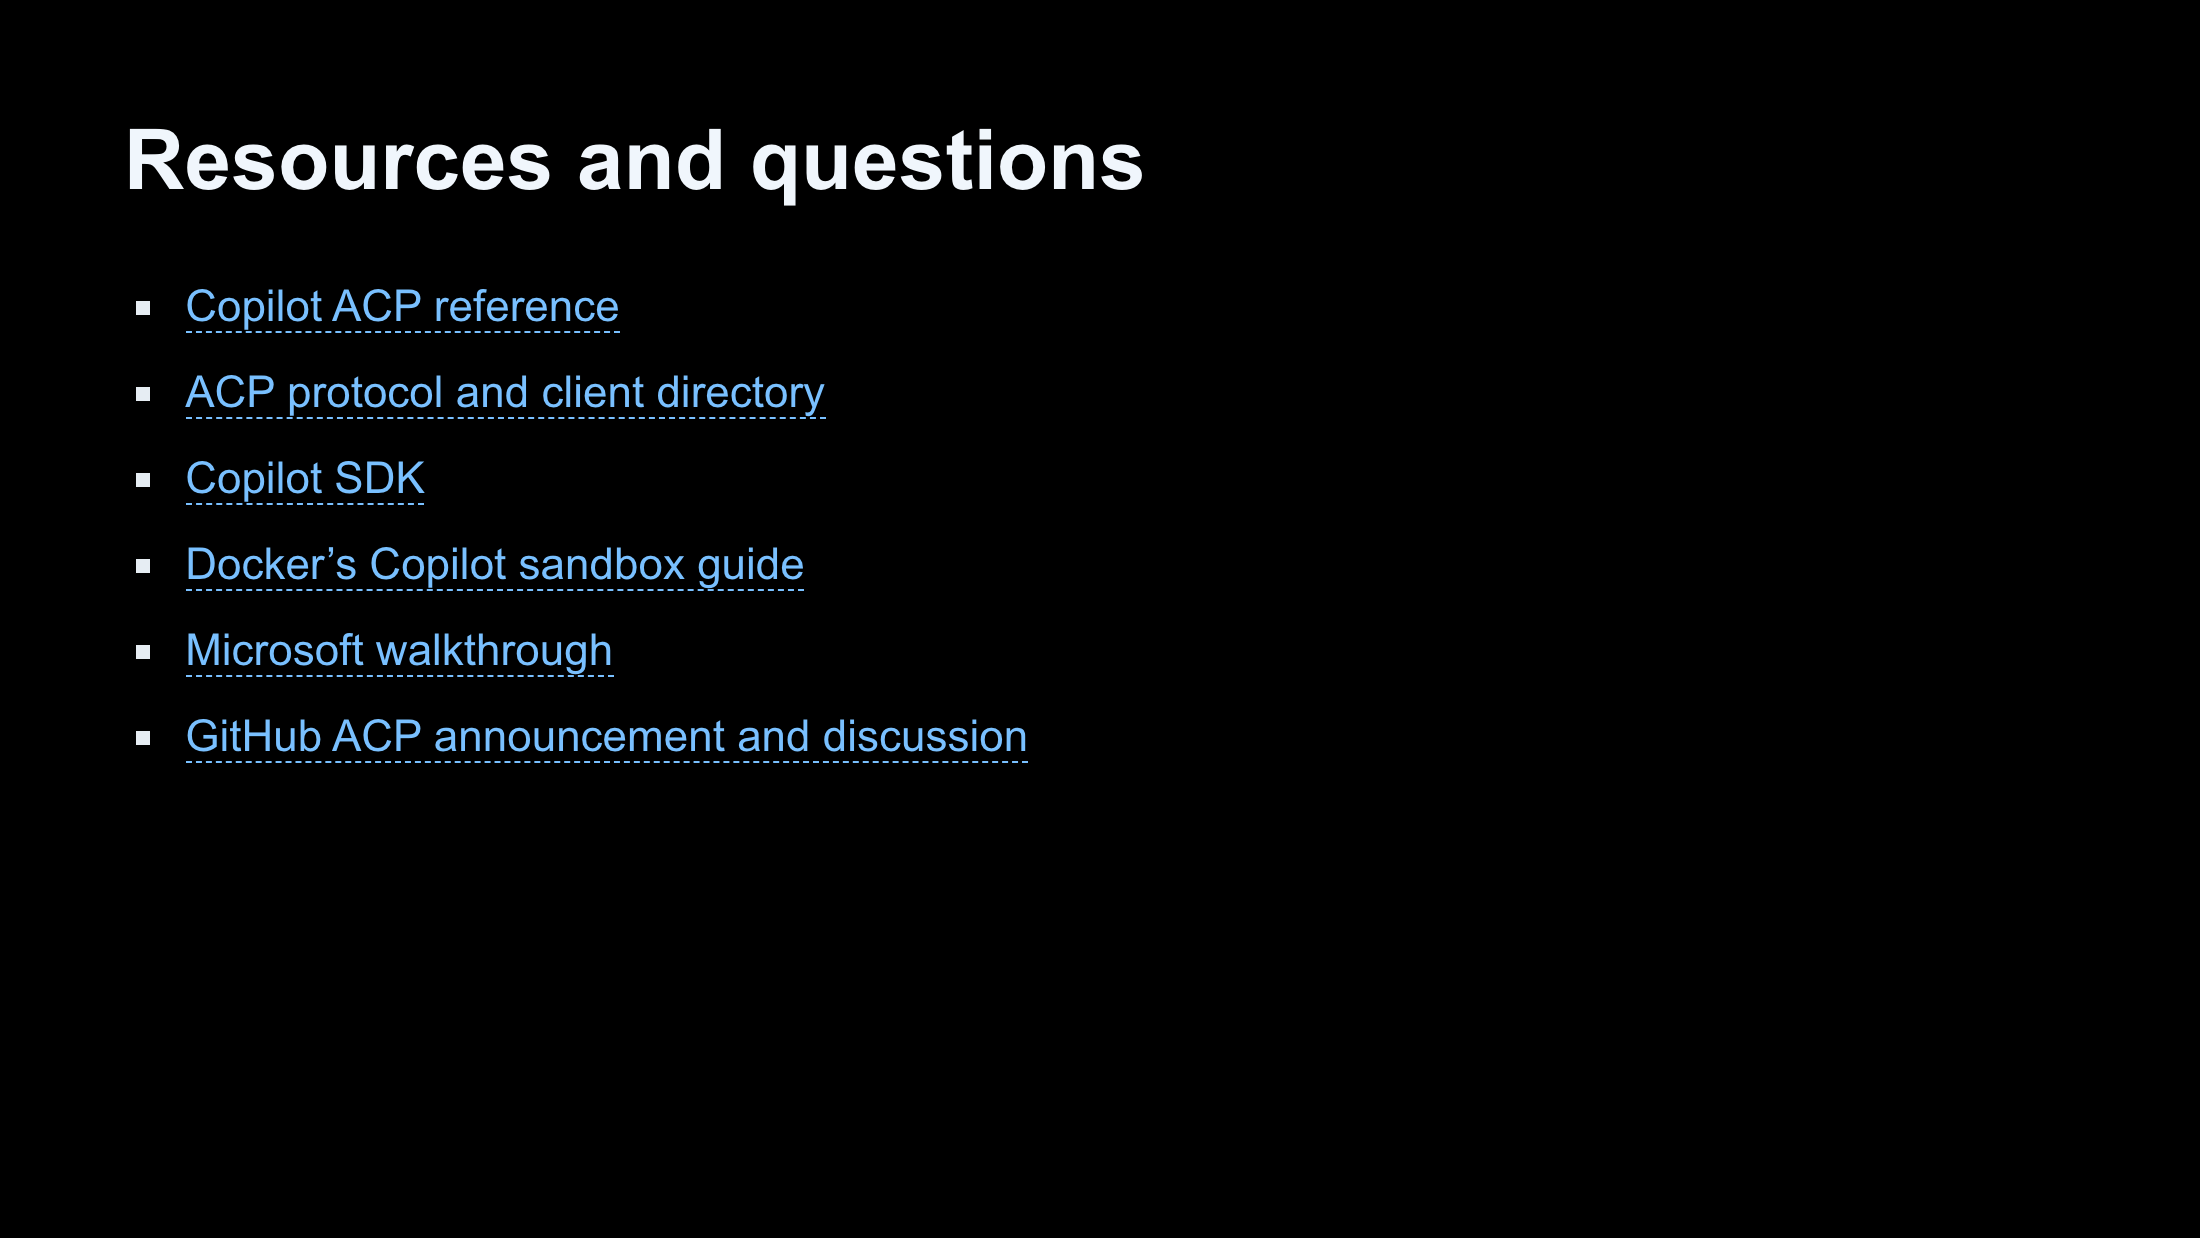 Resources and questions
Copilot ACP reference
ACP protocol and client directory
Copilot SDK
Docker’s Copilot sandbox guide
Microsoft walkthrough
GitHub ACP announcement and discussion